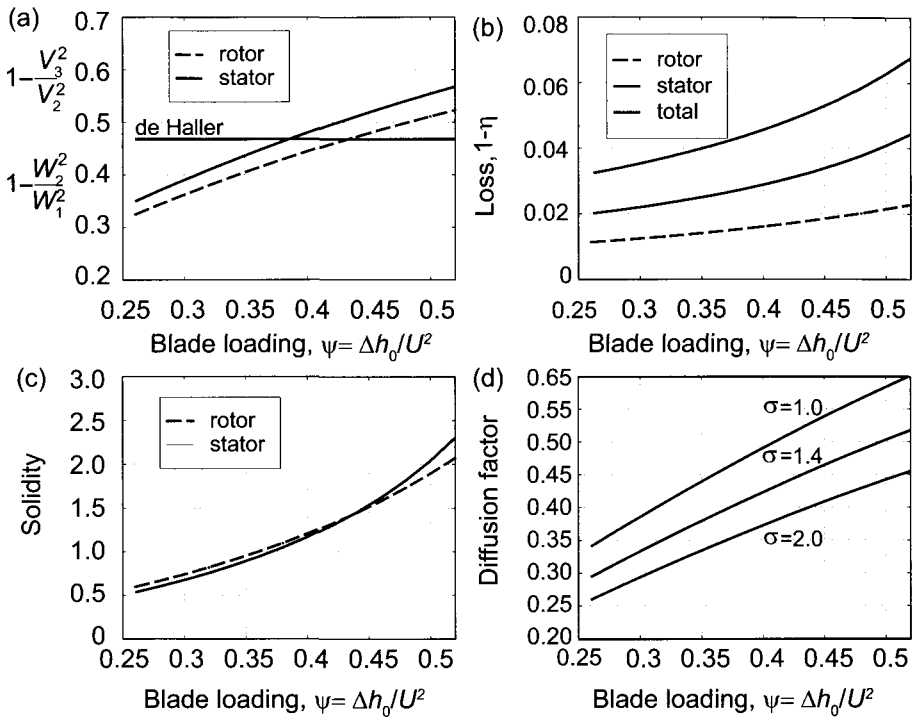 (a)
0.7
0.6
0.5
0.4
0.3
0.2
1–V₃²/V₂²
1–W₂²/W₁²
rotor
stator
de Haller
0.25 0.3 0.35 0.4 0.45 0.5
Blade loading, ψ= Δh₀/U²
(b)
0.08
0.06
0.04
0.02
0
Loss, 1-η
rotor
stator
total
0.25 0.3 0.35 0.4 0.45 0.5
Blade loading, ψ= Δh₀/U²
(c)
3.0
2.5
2.0
1.5
1.0
0.5
0
Solidity
rotor
stator
0.25 0.3 0.35 0.4 0.45 0.5
Blade loading, ψ= Δh₀/U²
(d)
0.65
0.55
0.50
0.45
0.35
0.30
0.25
0.20
Diffusion factor
σ=1.0
σ=1.4
σ=2.0
0.25 0.3 0.35 0.4 0.45 0.5
Blade loading, ψ= Δh₀/U²